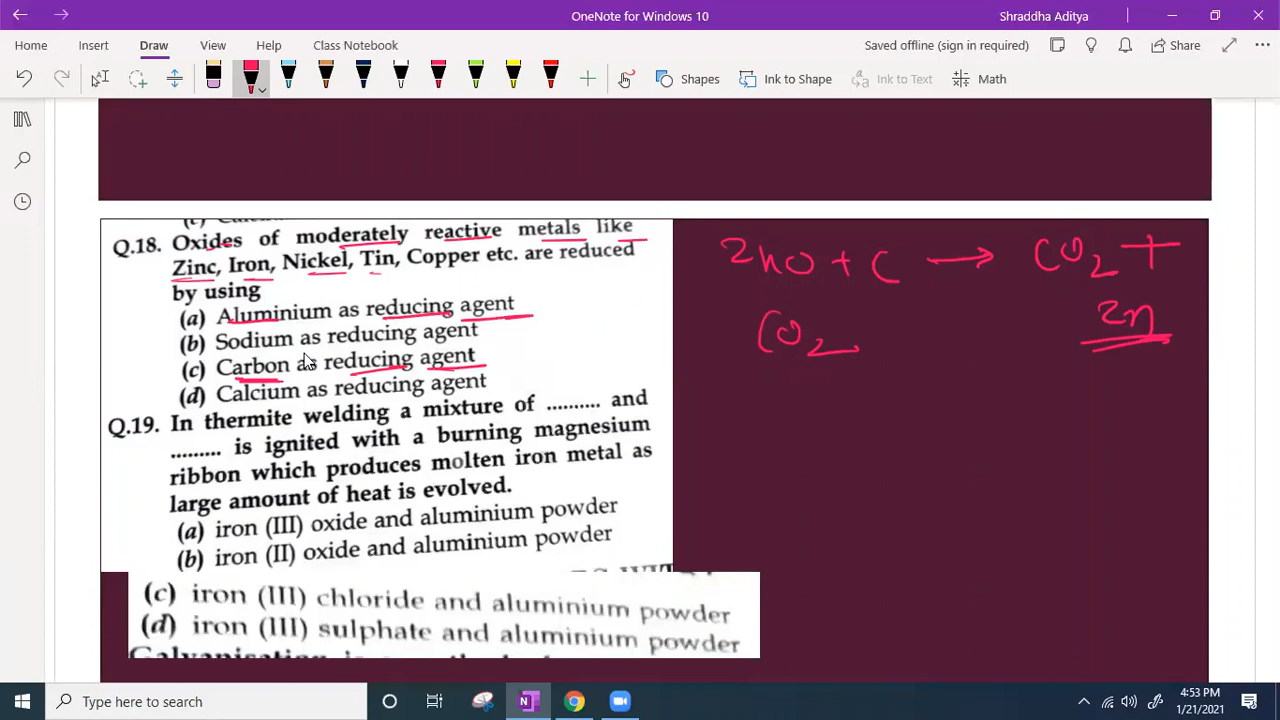 OneNote for Windows 10
Shraddha Aditya
Home Insert Draw View Help Class Notebook
Saved offline (sign in required)
Share
Shapes
Ink to Shape
Ink to Text
Math
Q.18. Oxides of moderately reactive metals like
Zinc, Iron, Nickel, Tin, Copper etc. are reduced
by using
(a) Aluminium as reducing agent
(b) Sodium as reducing agent
(c) Carbon as reducing agent
(d) Calcium as reducing agent
Q.19. In thermite welding a mixture of .......... and
......... is ignited with a burning magnesium
ribbon which produces molten iron metal as
large amount of heat is evolved.
(a) iron (III) oxide and aluminium powder
(b) iron (II) oxide and aluminium powder
(c) iron (III) chloride and aluminium powder
(d) iron (III) sulphate and aluminium powder
ZnO + C → CO2 +
Zn
CO2
Type here to search
4:53 PM
1/21/2021